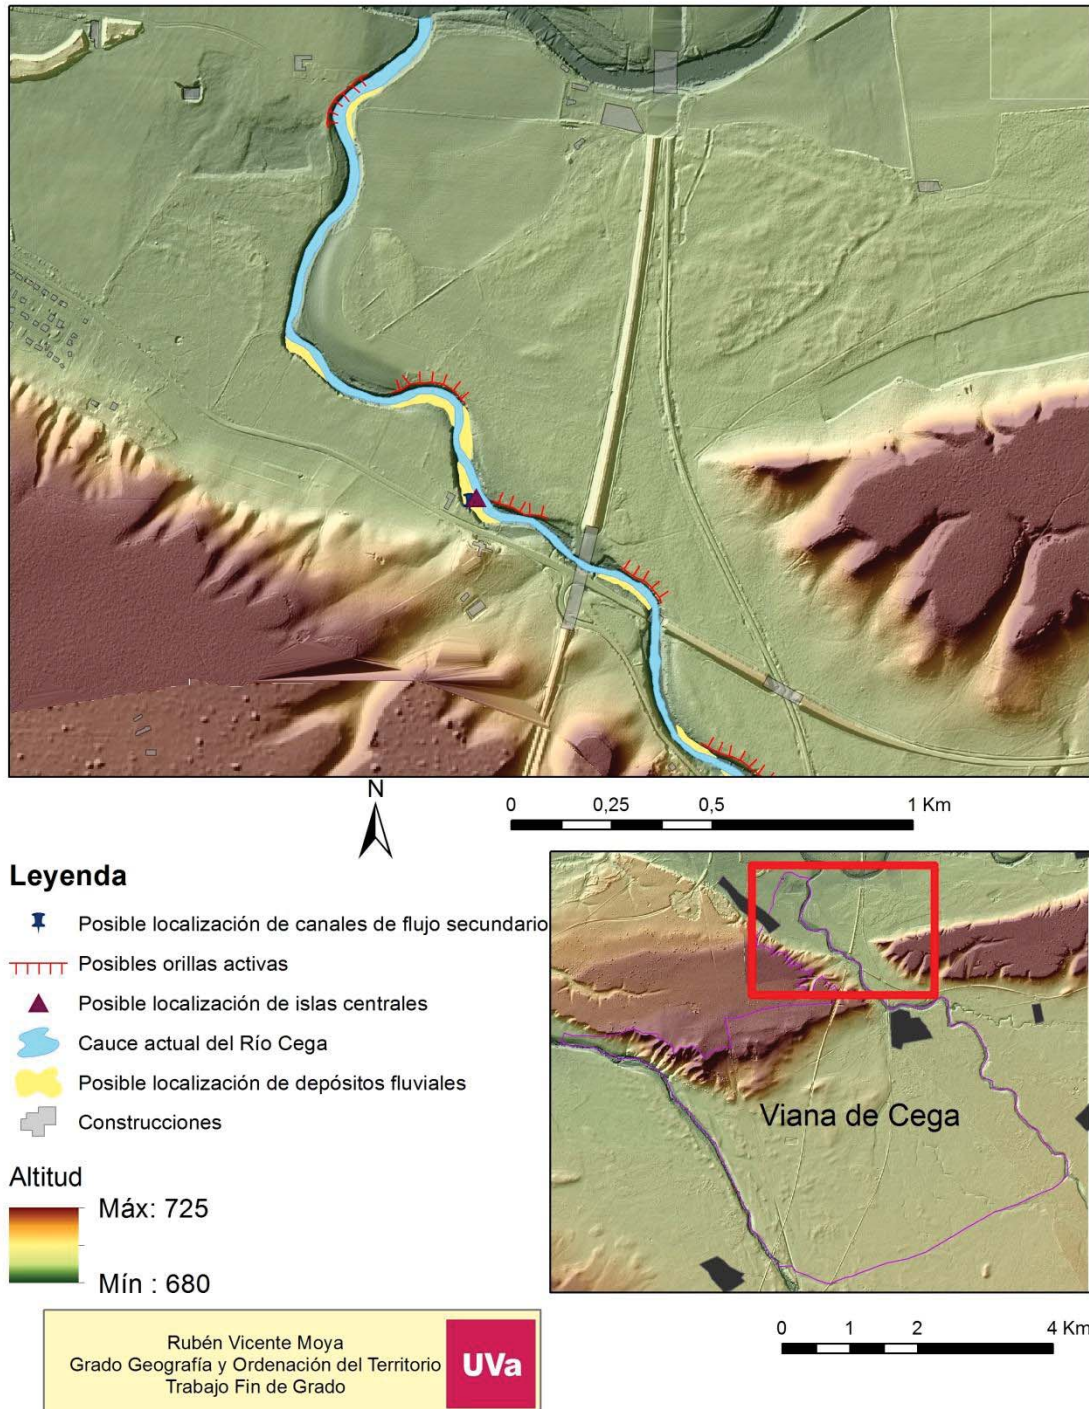 N
0 0,25 0,5 1 Km
Leyenda
Posible localización de canales de flujo secundario
Posibles orillas activas
Posible localización de islas centrales
Cauce actual del Río Cega
Posible localización de depósitos fluviales
Construcciones
Altitud
Máx: 725
Mín : 680
Viana de Cega
0 1 2 4 Km
Rubén Vicente Moya
Grado Geografía y Ordenación del Territorio
Trabajo Fin de Grado
UVa